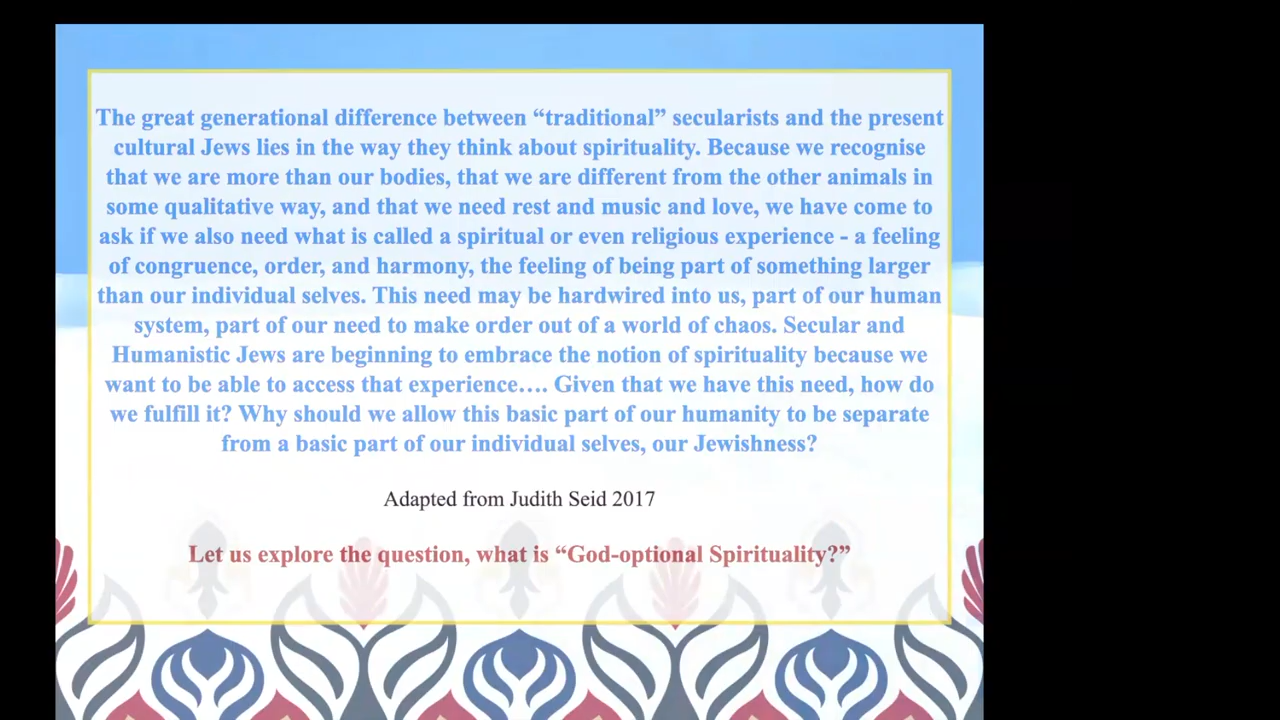 The great generational difference between “traditional” secularists and the present
cultural Jews lies in the way they think about spirituality. Because we recognise
that we are more than our bodies, that we are different from the other animals in
some qualitative way, and that we need rest and music and love, we have come to
ask if we also need what is called a spiritual or even religious experience - a feeling
of congruence, order, and harmony, the feeling of being part of something larger
than our individual selves. This need may be hardwired into us, part of our human
system, part of our need to make order out of a world of chaos. Secular and
Humanistic Jews are beginning to embrace the notion of spirituality because we
want to be able to access that experience…. Given that we have this need, how do
we fulfill it? Why should we allow this basic part of our humanity to be separate
from a basic part of our individual selves, our Jewishness?
Adapted from Judith Seid 2017
Let us explore the question, what is “God-optional Spirituality?”